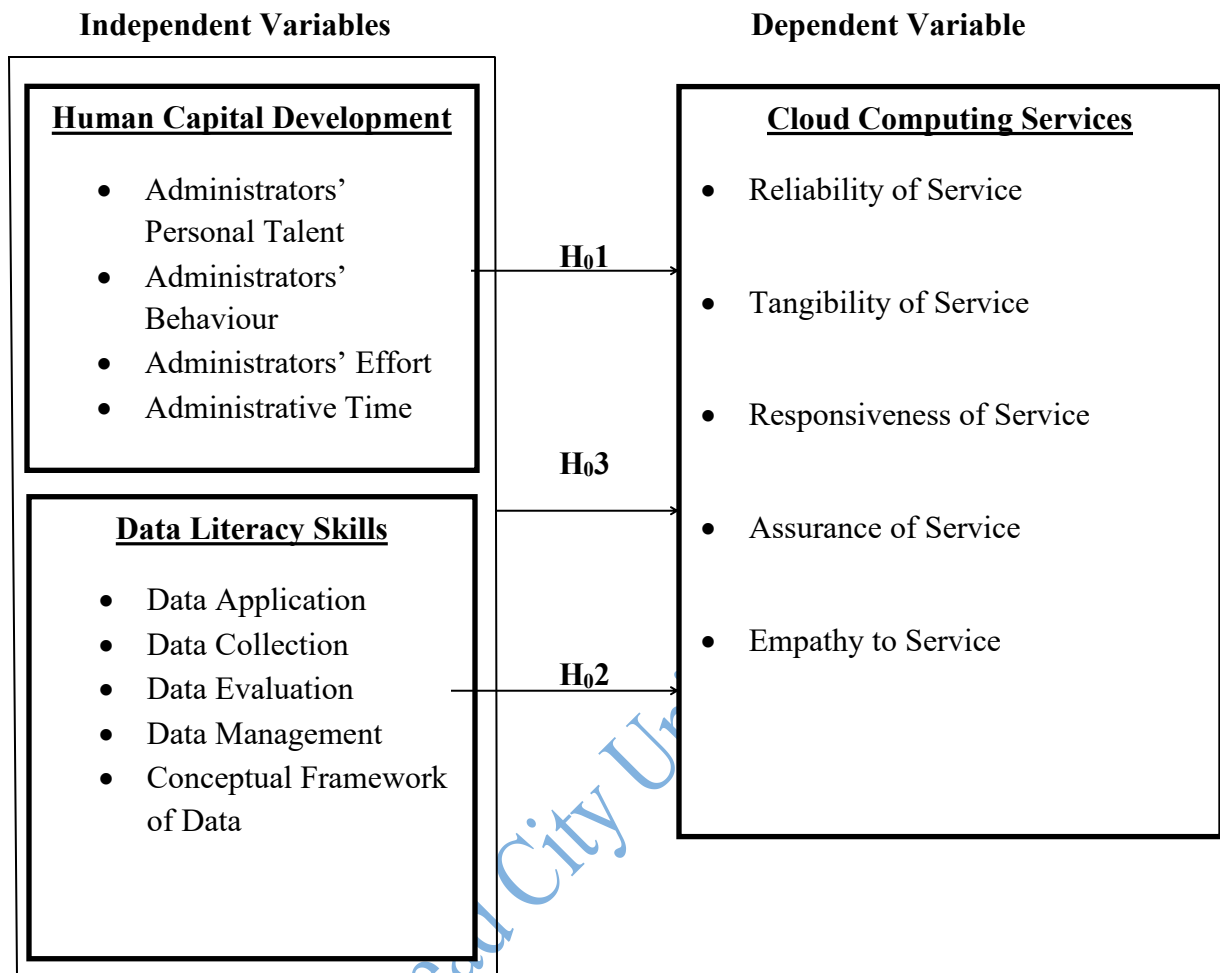 Independent Variables
Dependent Variable
Human Capital Development
• Administrators’
Personal Talent
• Administrators’
Behaviour
• Administrators’ Effort
• Administrative Time
Data Literacy Skills
• Data Application
• Data Collection
• Data Evaluation
• Data Management
• Conceptual Framework
of Data
H₀1
H₀3
H₀2
Cloud Computing Services
• Reliability of Service
• Tangibility of Service
• Responsiveness of Service
• Assurance of Service
• Empathy to Service
City